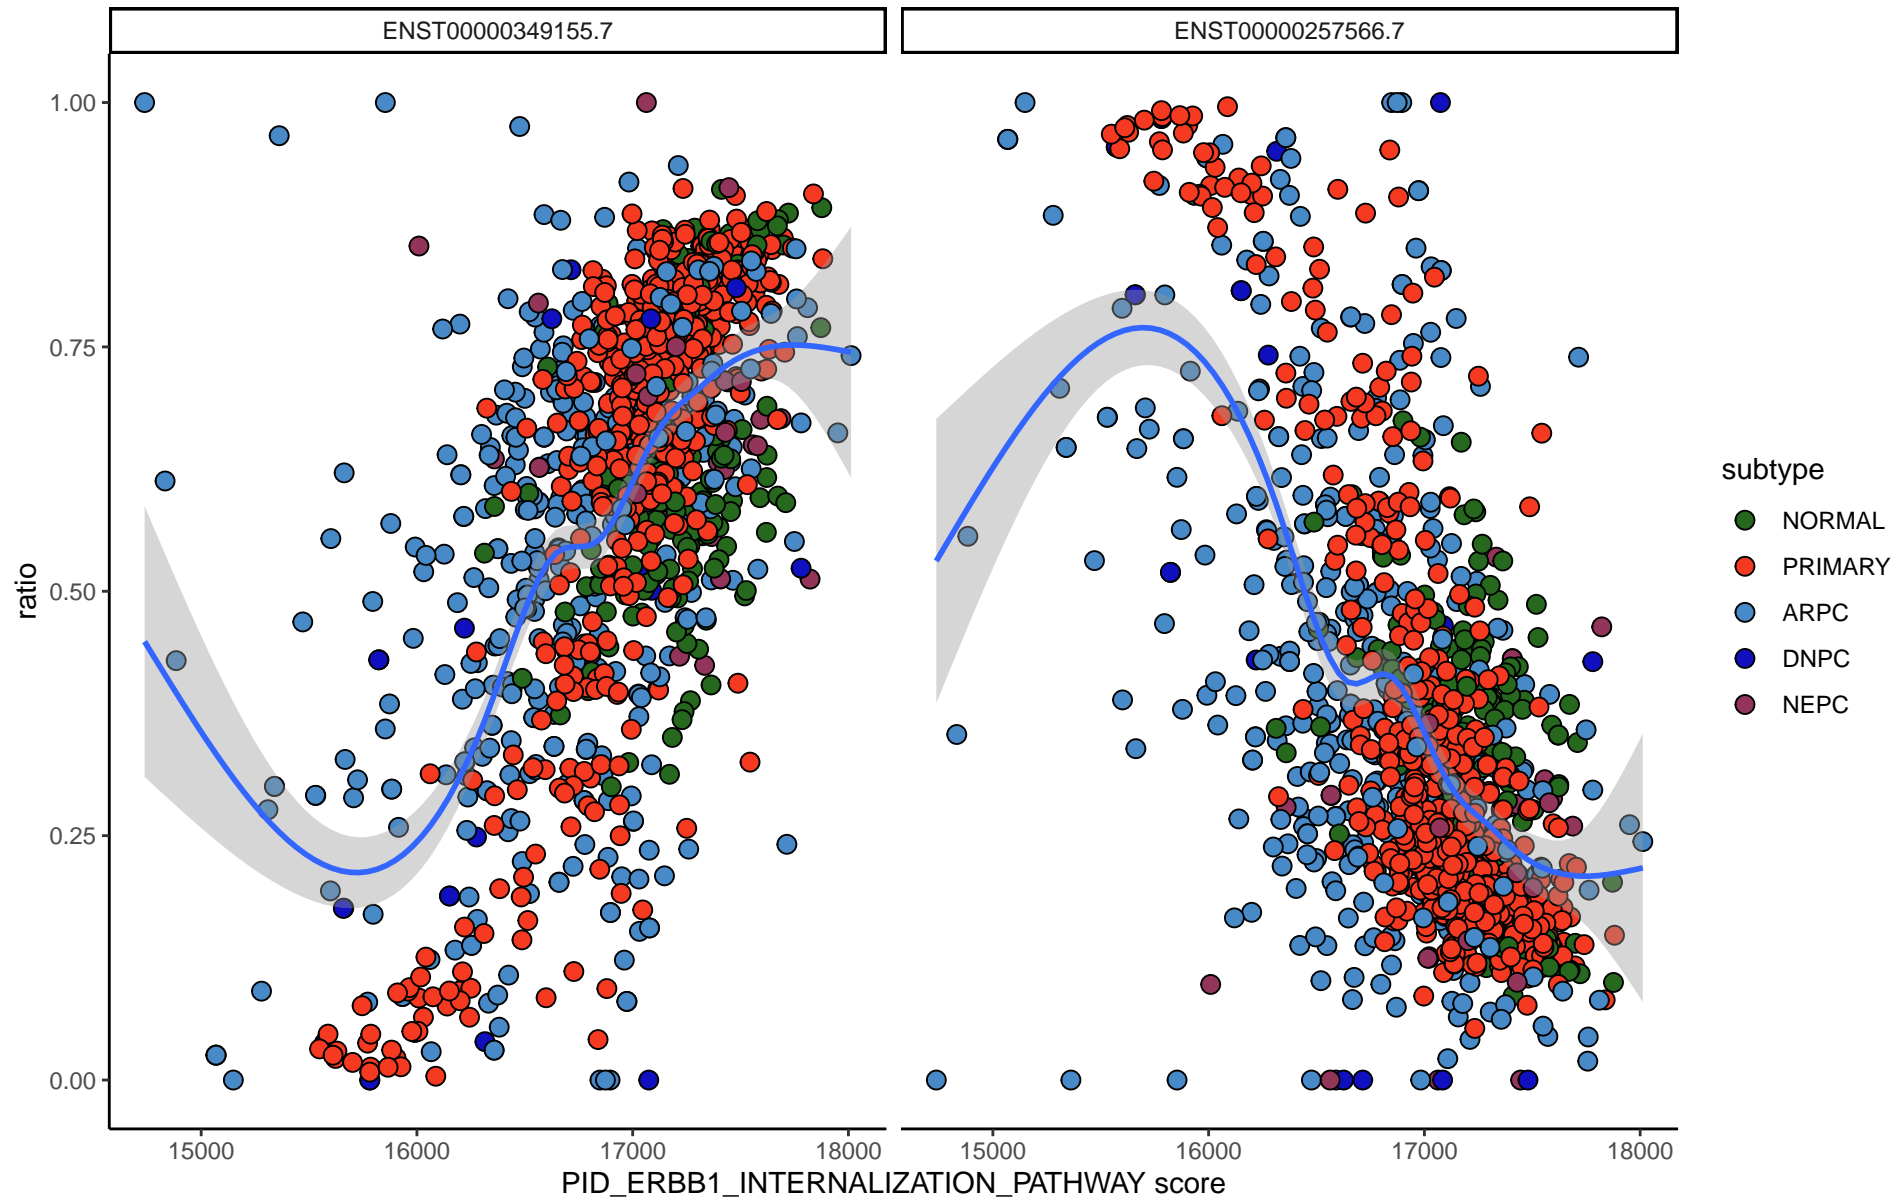 ENST00000349155.7
ENST00000257566.7
1.00
0.75
0.50
0.25
0.00
ratio
15000
16000
17000
18000
15000
16000
17000
18000
PID_ERBB1_INTERNALIZATION_PATHWAY score
subtype
NORMAL
PRIMARY
ARPC
DNPC
NEPC